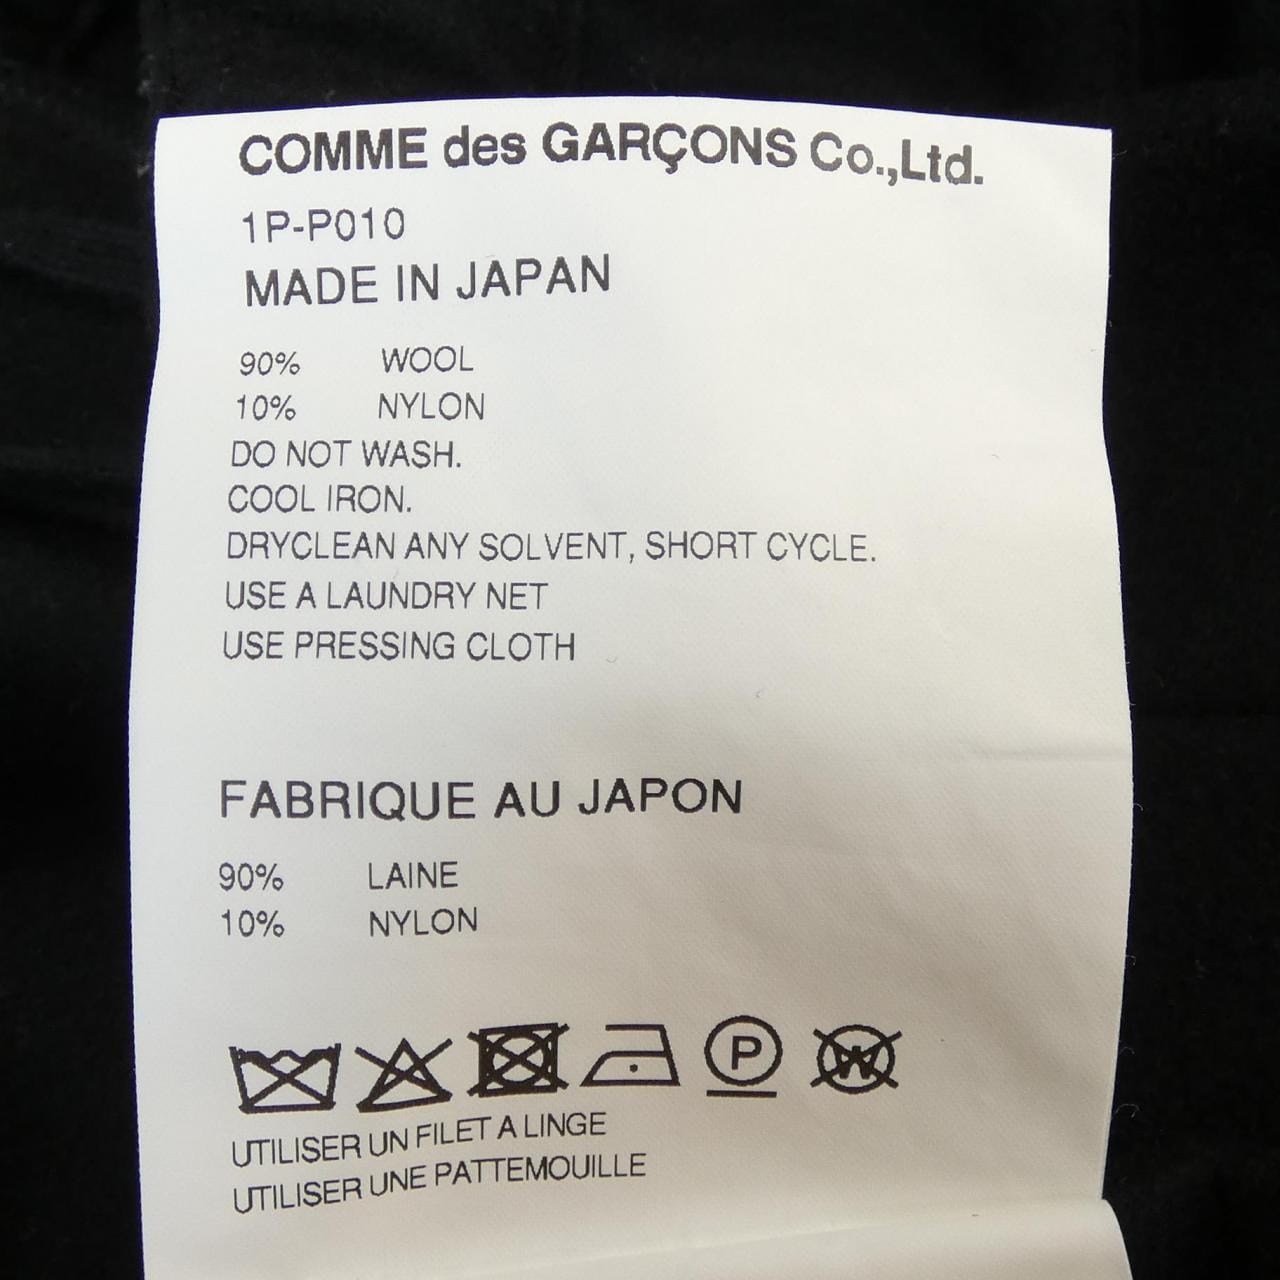 COMME des GARÇONS Co.,Ltd.
1P-P010
MADE IN JAPAN
90% WOOL
10% NYLON
DO NOT WASH.
COOL IRON.
DRYCLEAN ANY SOLVENT, SHORT CYCLE.
USE A LAUNDRY NET
USE PRESSING CLOTH
FABRIQUE AU JAPON
90% LAINE
10% NYLON
P W
UTILISER UN FILET A LINGE
UTILISER UNE PATTEMOUILLE